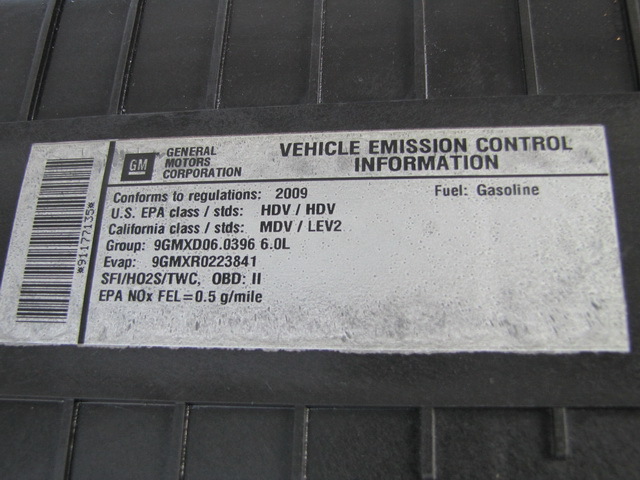 *91177135*
GM
GENERAL
MOTORS
CORPORATION
VEHICLE EMISSION CONTROL
INFORMATION
Conforms to regulations: 2009
Fuel: Gasoline
U.S. EPA class / stds: HDV / HDV
California class / stds: MDV / LEV2
Group: 9GMXD06.0396 6.0L
Evap: 9GMXR0223841
SFI/HO2S/TWC, OBD: II
EPA NOx FEL=0.5 g/mile